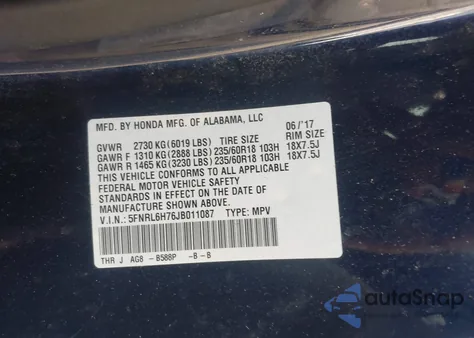 MFD. BY HONDA MFG. OF ALABAMA, LLC 06/'17
GVWR 2730 KG(6019 LBS) TIRE SIZE RIM SIZE
GAWR F 1310 KG(2888 LBS) 235/60R18 103H 18X7.5J
GAWR R 1465 KG(3230 LBS) 235/60R18 103H 18X7.5J
THIS VEHICLE CONFORMS TO ALL APPLICABLE
FEDERAL MOTOR VEHICLE SAFETY
STANDARDS IN EFFECT ON THE DATE OF
MANUFACTURE SHOWN ABOVE.
V.I.N.: 5FNRL6H76JB011087 TYPE: MPV
THR J AG8 -B588P -B-B
autoSnap